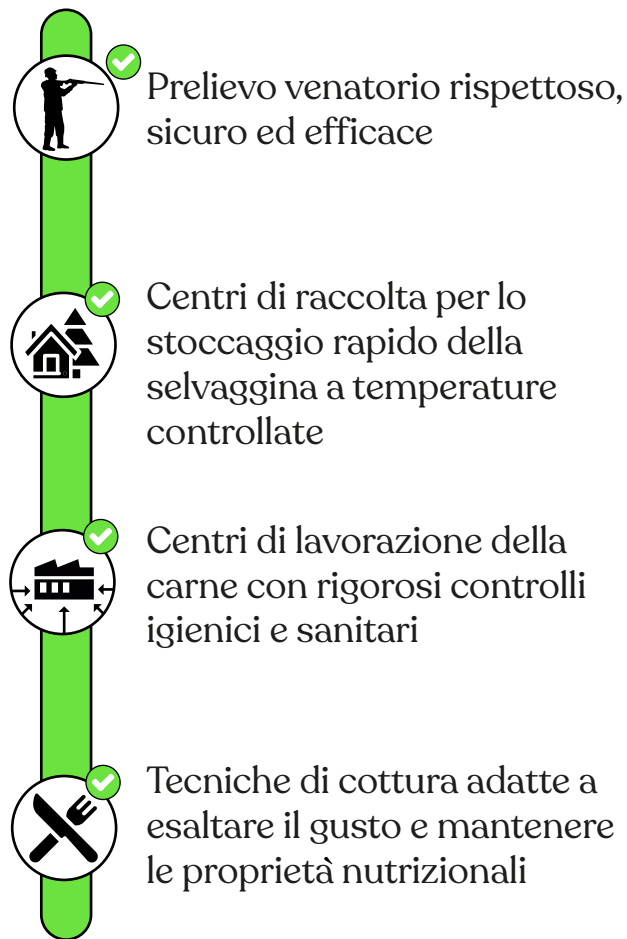 Prelievo venatorio rispettoso,
sicuro ed efficace
Centri di raccolta per lo
stoccaggio rapido della
selvaggina a temperature
controllate
Centri di lavorazione della
carne con rigorosi controlli
igienici e sanitari
Tecniche di cottura adatte a
esaltare il gusto e mantenere
le proprietà nutrizionali